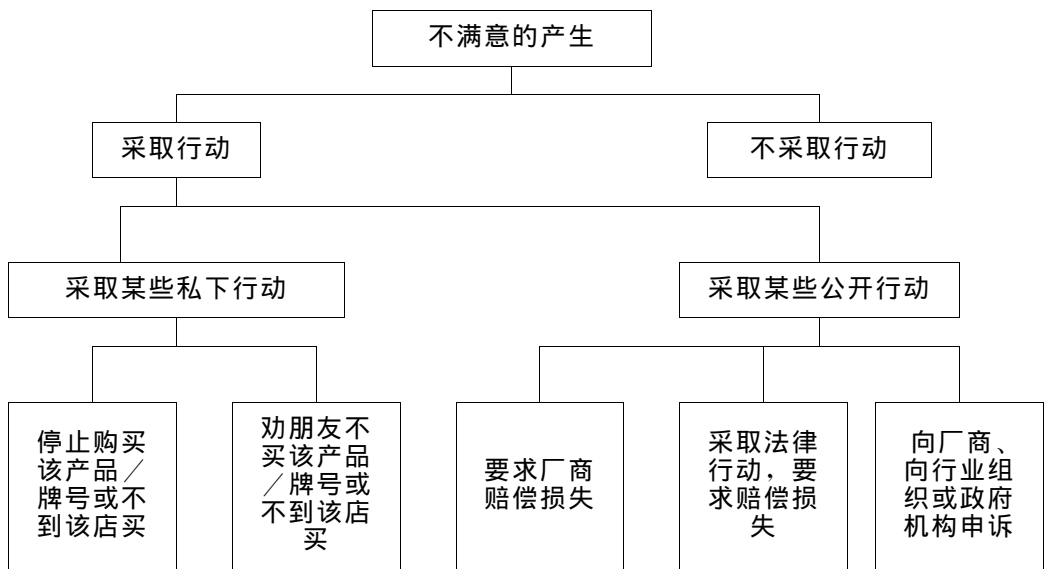 不满意的产生
采取行动
不采取行动
采取某些私下行动
采取某些公开行动
停止购买
该产品／
牌号或不
到该店买
劝朋友不
买该产品
／牌号或
不到该店
买
要求厂商
赔偿损失
采取法律
行动，要
求赔偿损
失
向厂商、
向行业组
织或政府
机构申诉